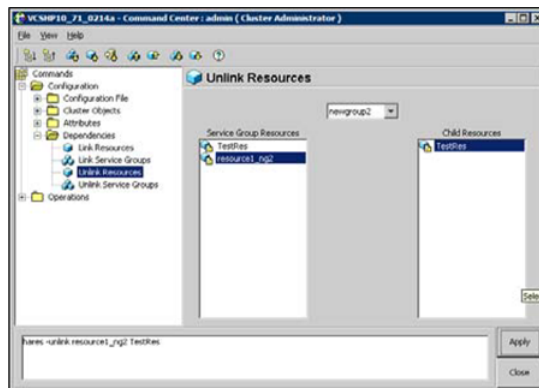 VCSHP10_71_0214a - Command Center : admin ( Cluster Administrator )
File View Help
Commands
Configuration
Configuration File
Cluster Objects
Attributes
Dependencies
Link Resources
Link Service Groups
Unlink Resources
Unlink Service Groups
Operations
Unlink Resources
newgroup2
Service Group Resources
TestRes
resource1_ng2
Child Resources
TestRes
Sele
hares -unlink resource1_ng2 TestRes
Apply
Close